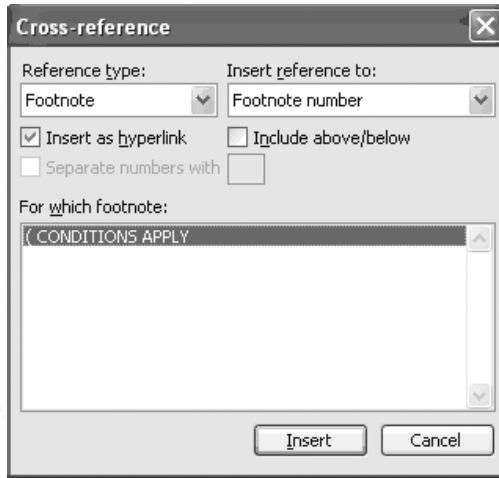 Cross-reference
Reference type: Insert reference to:
Footnote Footnote number
Insert as hyperlink Include above/below
Separate numbers with
For which footnote:
( CONDITIONS APPLY
Insert Cancel